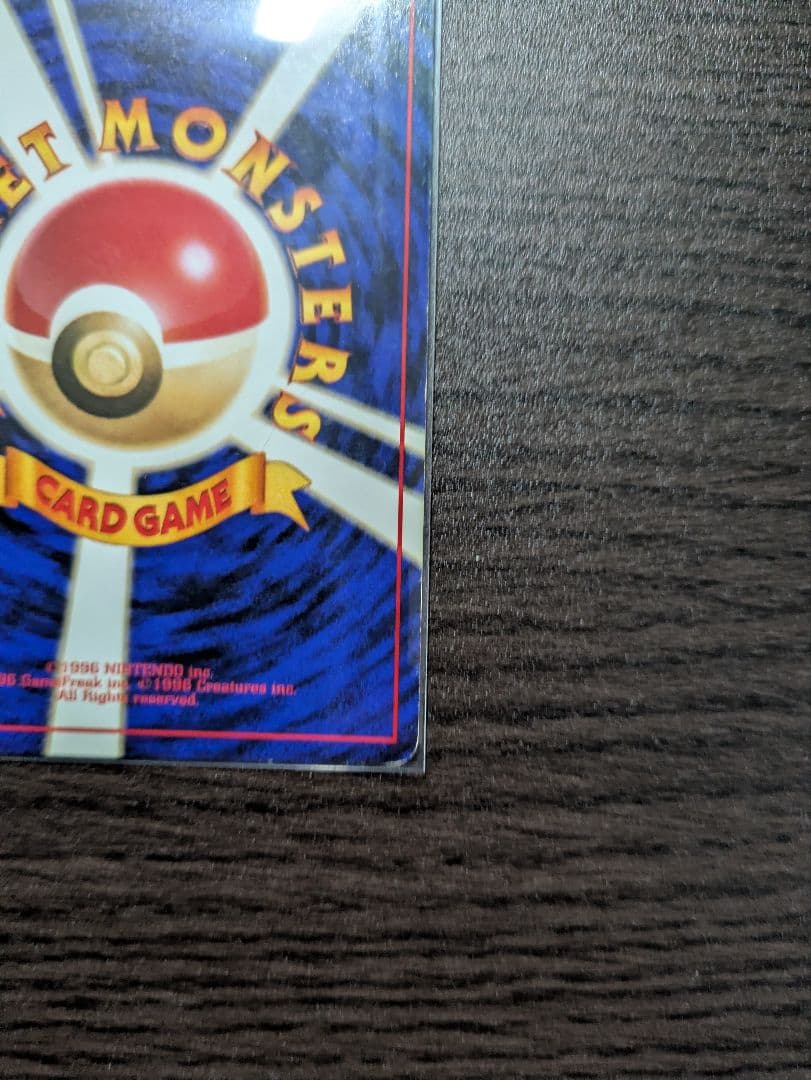 ET MONSTERS
CARD GAME
©1996 NINTENDO inc.
96 GameFreak inc. ©1996 Creatures inc.
All Rights reserved.